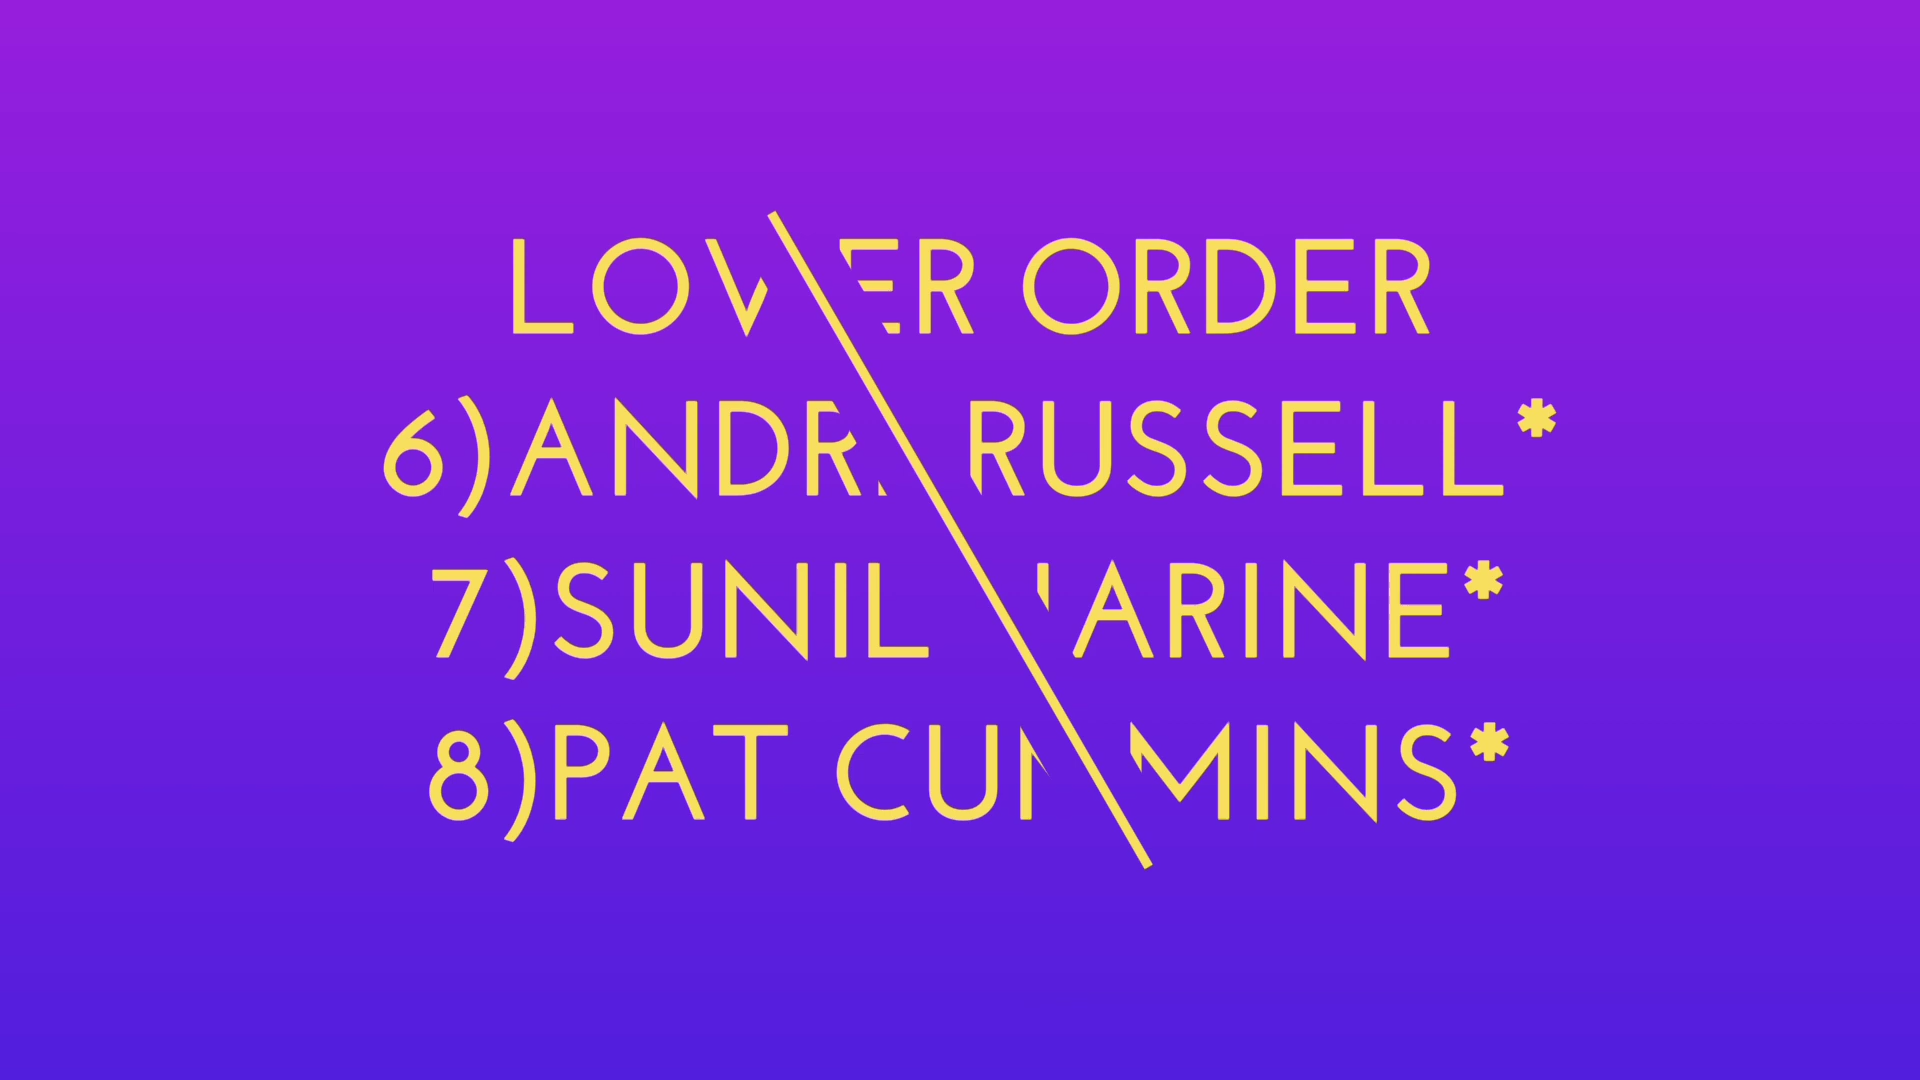 LOWER ORDER
6)ANDRE RUSSELL*
7)SUNIL NARINE*
8)PAT CUMMINS*